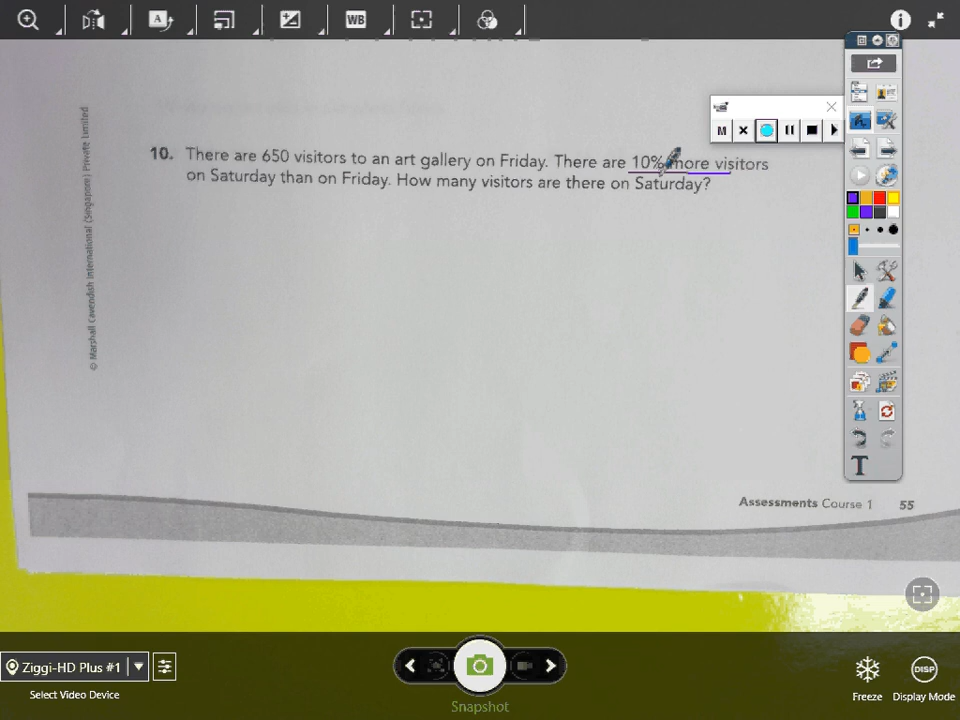 WB
M
© Marshall Cavendish International (Singapore) Private Limited
10. There are 650 visitors to an art gallery on Friday. There are 10% more visitors
on Saturday than on Friday. How many visitors are there on Saturday?
T
Assessments Course 1 55
Ziggi-HD Plus #1
Select Video Device
Snapshot
Freeze
DISP
Display Mode